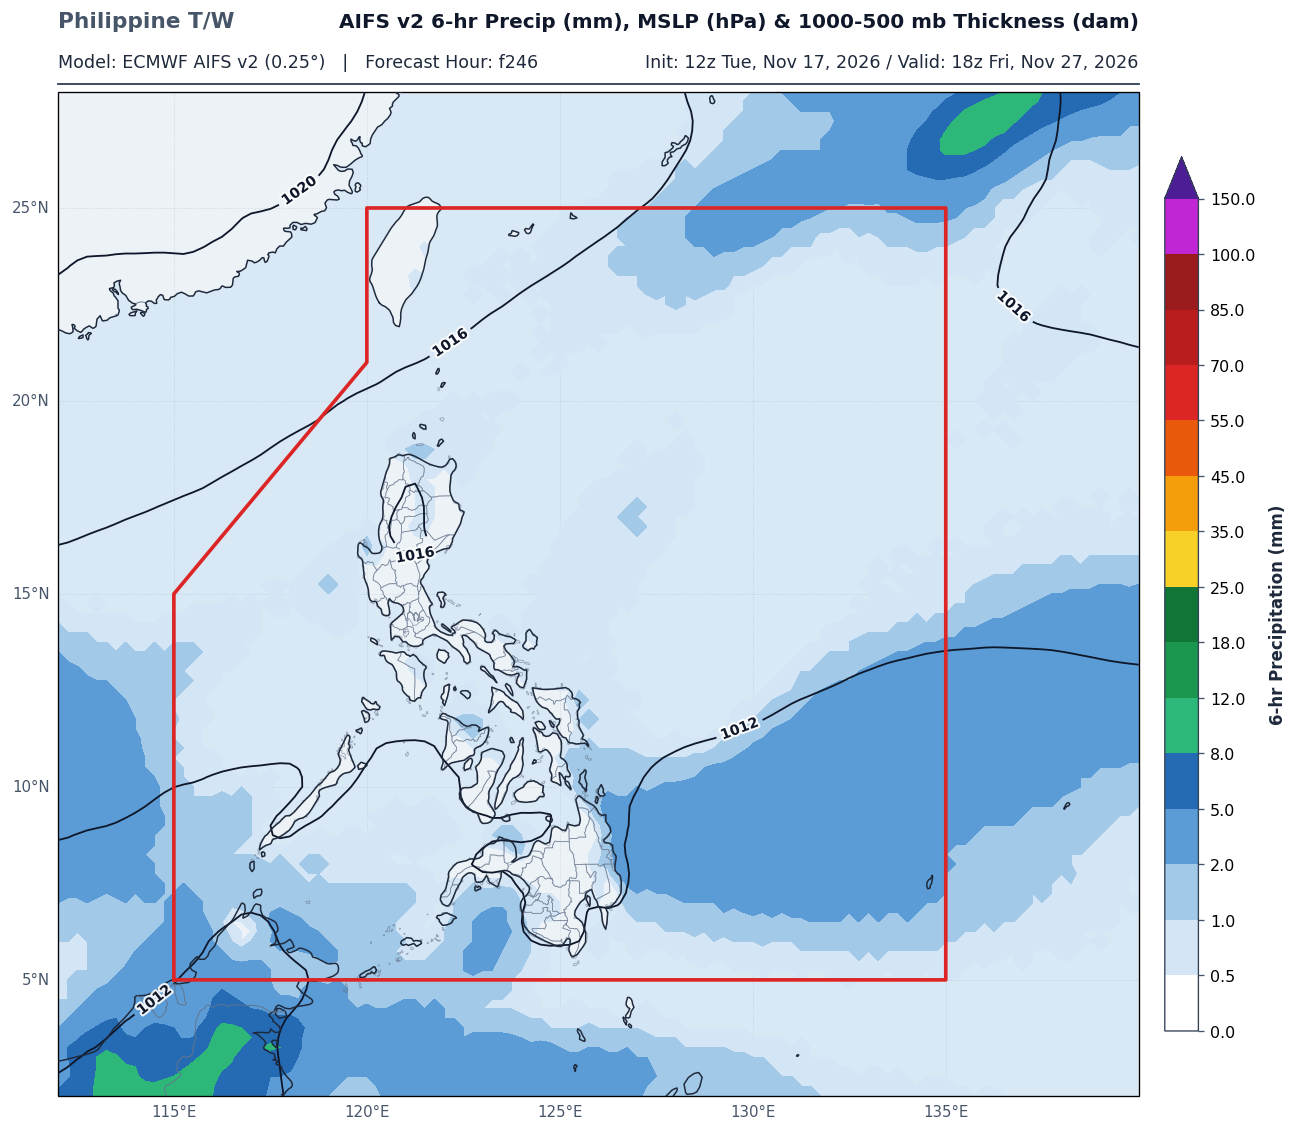 Philippine T/W
AIFS v2 6-hr Precip (mm), MSLP (hPa) & 1000-500 mb Thickness (dam)
Model: ECMWF AIFS v2 (0.25°) | Forecast Hour: f246
Init: 12z Tue, Nov 17, 2026 / Valid: 18z Fri, Nov 27, 2026
25°N
20°N
15°N
10°N
5°N
1020
1016
1016
1016
1012
1012
115°E
120°E
125°E
130°E
135°E
150.0
100.0
85.0
70.0
55.0
45.0
35.0
25.0
18.0
12.0
8.0
5.0
2.0
1.0
0.5
0.0
6-hr Precipitation (mm)